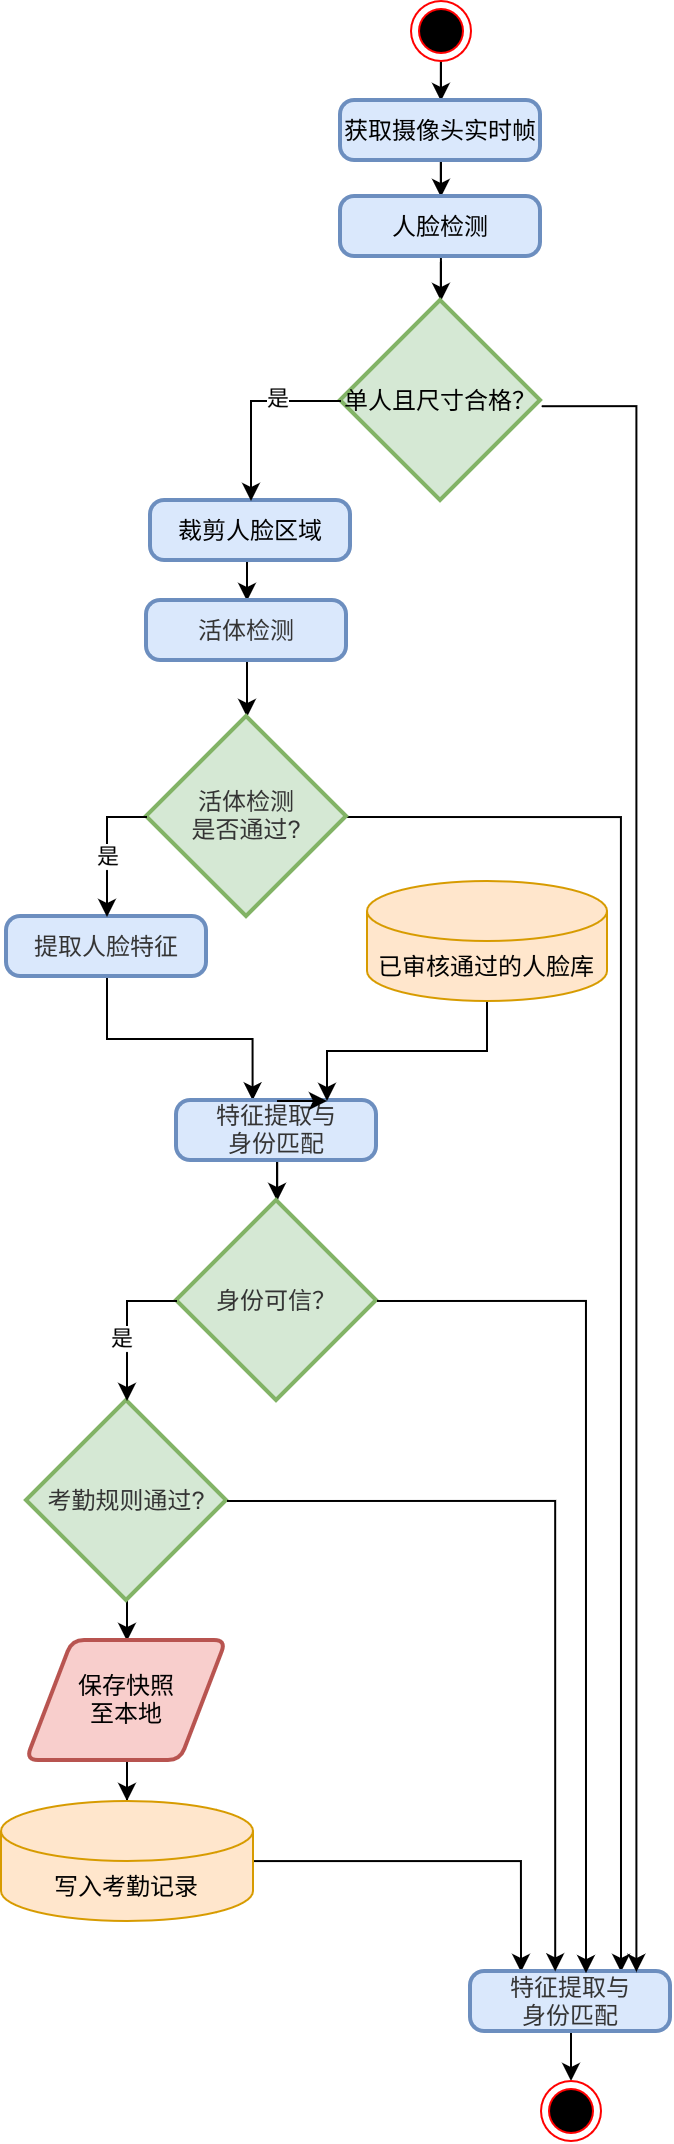 获取摄像头实时帧
人脸检测
单人且尺寸合格？
是
裁剪人脸区域
活体检测
活体检测
是否通过?
是
提取人脸特征
已审核通过的人脸库
特征提取与
身份匹配
身份可信？
是
考勤规则通过?
保存快照
至本地
写入考勤记录
特征提取与
身份匹配